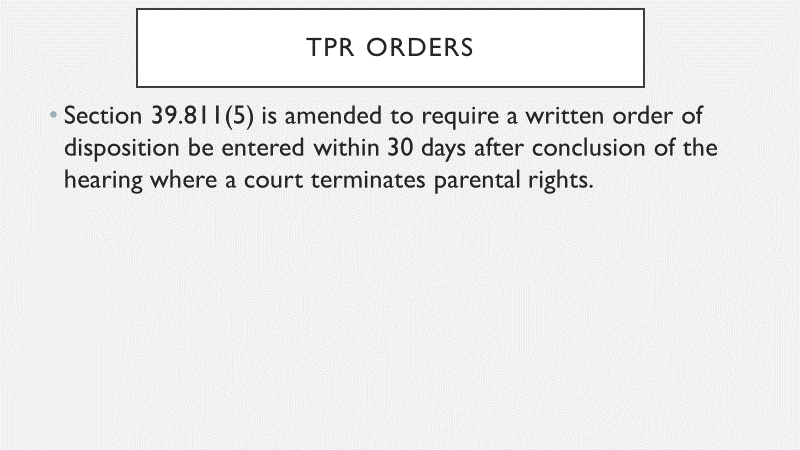 TPR ORDERS
• Section 39.811(5) is amended to require a written order of
disposition be entered within 30 days after conclusion of the
hearing where a court terminates parental rights.